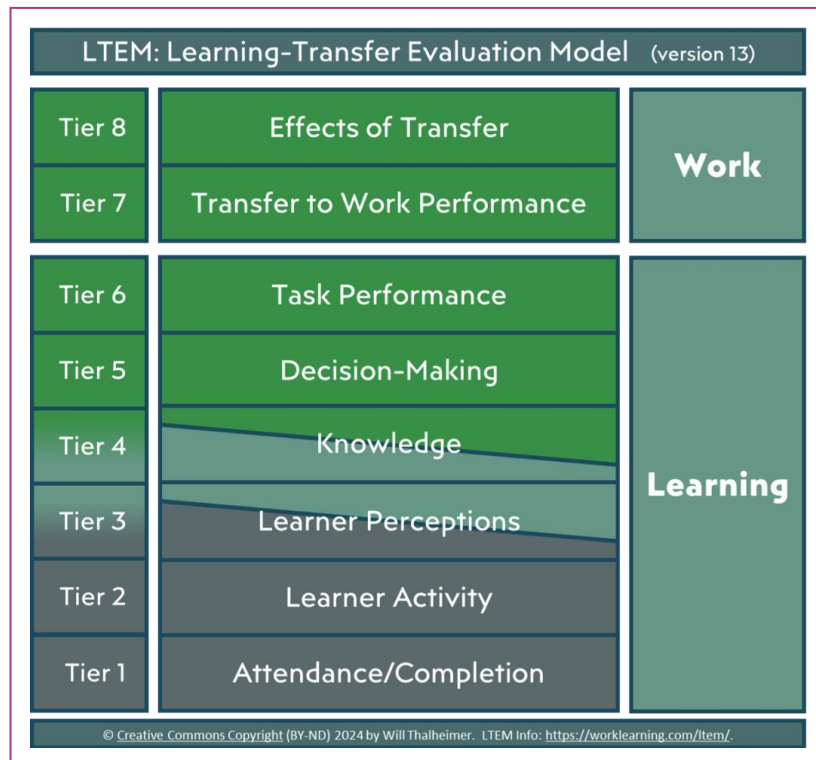 LTEM: Learning-Transfer Evaluation Model (version 13)
Tier 8 Effects of Transfer
Work
Tier 7 Transfer to Work Performance
Tier 6 Task Performance
Tier 5 Decision-Making
Tier 4 Knowledge
Learning
Tier 3 Learner Perceptions
Tier 2 Learner Activity
Tier 1 Attendance/Completion
© Creative Commons Copyright (BY-ND) 2024 by Will Thalheimer. LTEM Info: https://worklearning.com/ltem/.